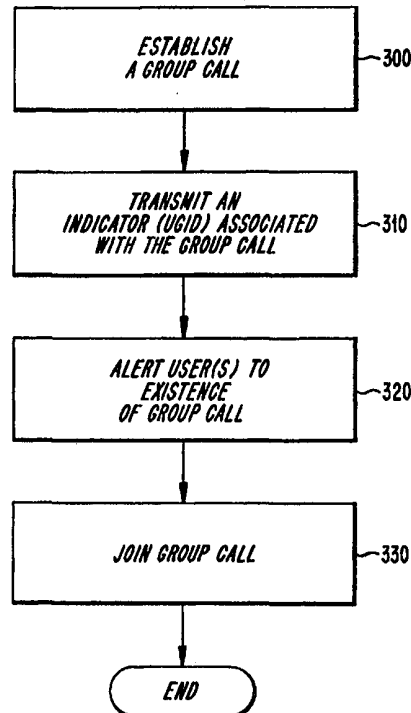 ESTABLISH
A GROUP CALL
300
TRANSMIT AN
INDICATOR (UGID) ASSOCIATED
WITH THE GROUP CALL
310
ALERT USER(S) TO
EXISTENCE
OF GROUP CALL
320
JOIN GROUP CALL
330
END